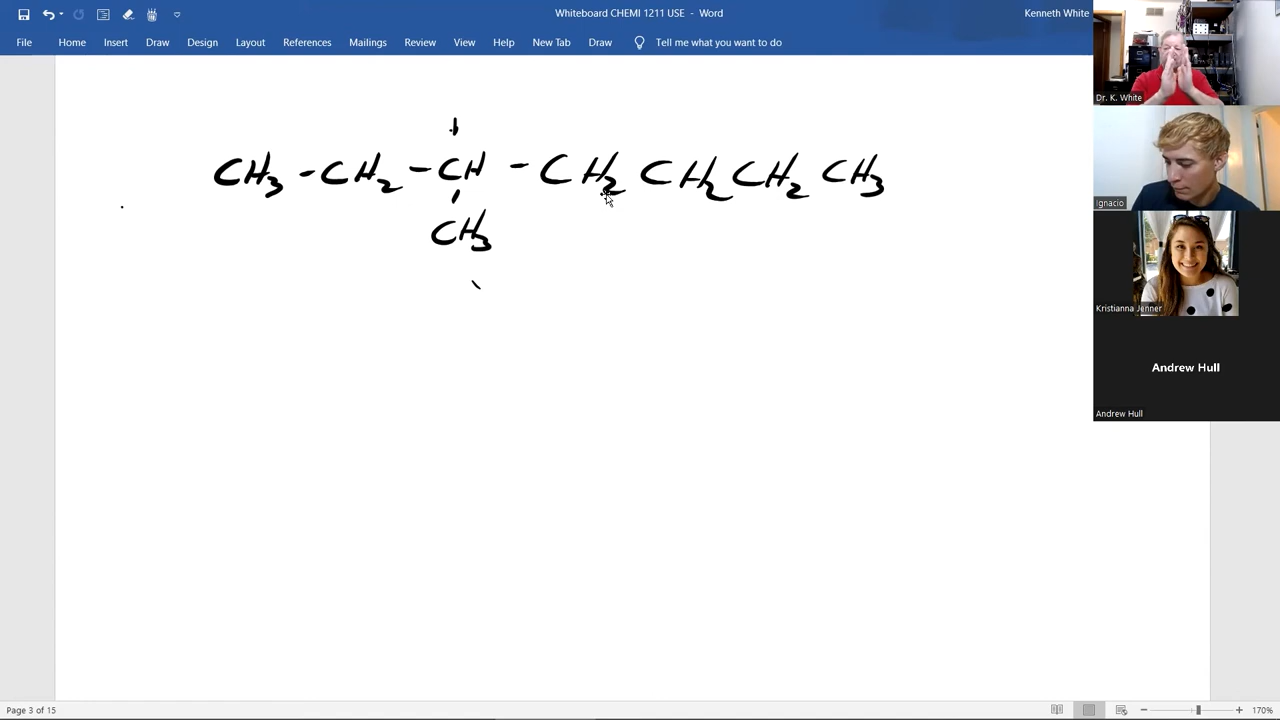 Whiteboard CHEMI 1211 USE - Word
Kenneth White
File Home Insert Draw Design Layout References Mailings Review View Help New Tab Draw Tell me what you want to do
Dr. K. White
Ignacio
Kristianna Jenner
Andrew Hull
Andrew Hull
CH3 - CH2 - CH - CH2 CH2 CH2 CH3
CH3
Page 3 of 15
170%